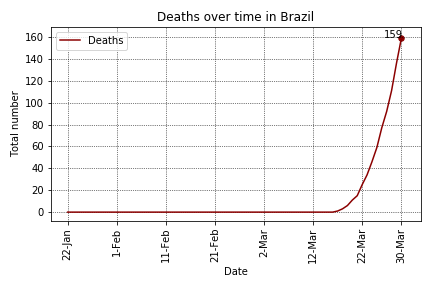 Deaths over time in Brazil
Deaths
159
160
140
120
100
80
60
40
20
0
Total number
22-Jan
1-Feb
11-Feb
21-Feb
2-Mar
12-Mar
22-Mar
30-Mar
Date